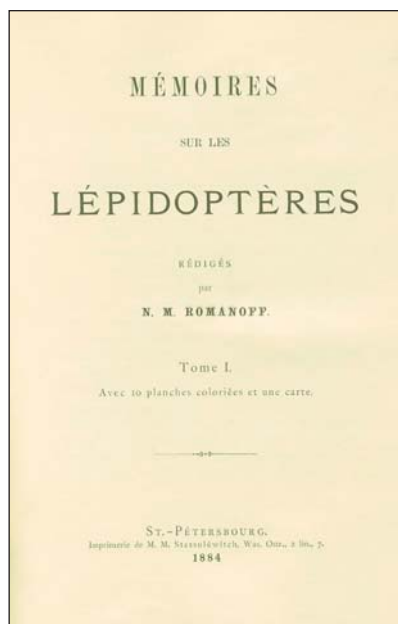 MÉMOIRES
SUR LES
LÉPIDOPTÈRES
RÉDIGÉS
par
N. M. ROMANOFF.
Tome I.
Avec 10 planches coloriées et une carte.
ST.-PÉTERSBOURG.
Imprimerie de M. M. Stassuléwitch, Was. Ostr., 2 lin., 7.
1884